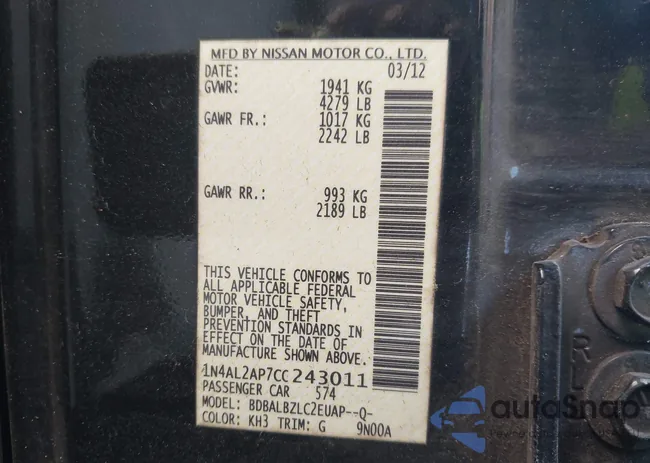 MFD BY NISSAN MOTOR CO., LTD.
DATE: 03/12
GVWR: 1941 KG
4279 LB
GAWR FR.: 1017 KG
2242 LB
GAWR RR.: 993 KG
2189 LB
THIS VEHICLE CONFORMS TO
ALL APPLICABLE FEDERAL
MOTOR VEHICLE SAFETY,
BUMPER, AND THEFT
PREVENTION STANDARDS IN
EFFECT ON THE DATE OF
MANUFACTURE SHOWN ABOVE.
1N4AL2AP7CC243011
PASSENGER CAR 574
MODEL: BDBALBZLC2EUAP--Q-
COLOR: KH3 TRIM: G 9N00A
R
L
autoSnap